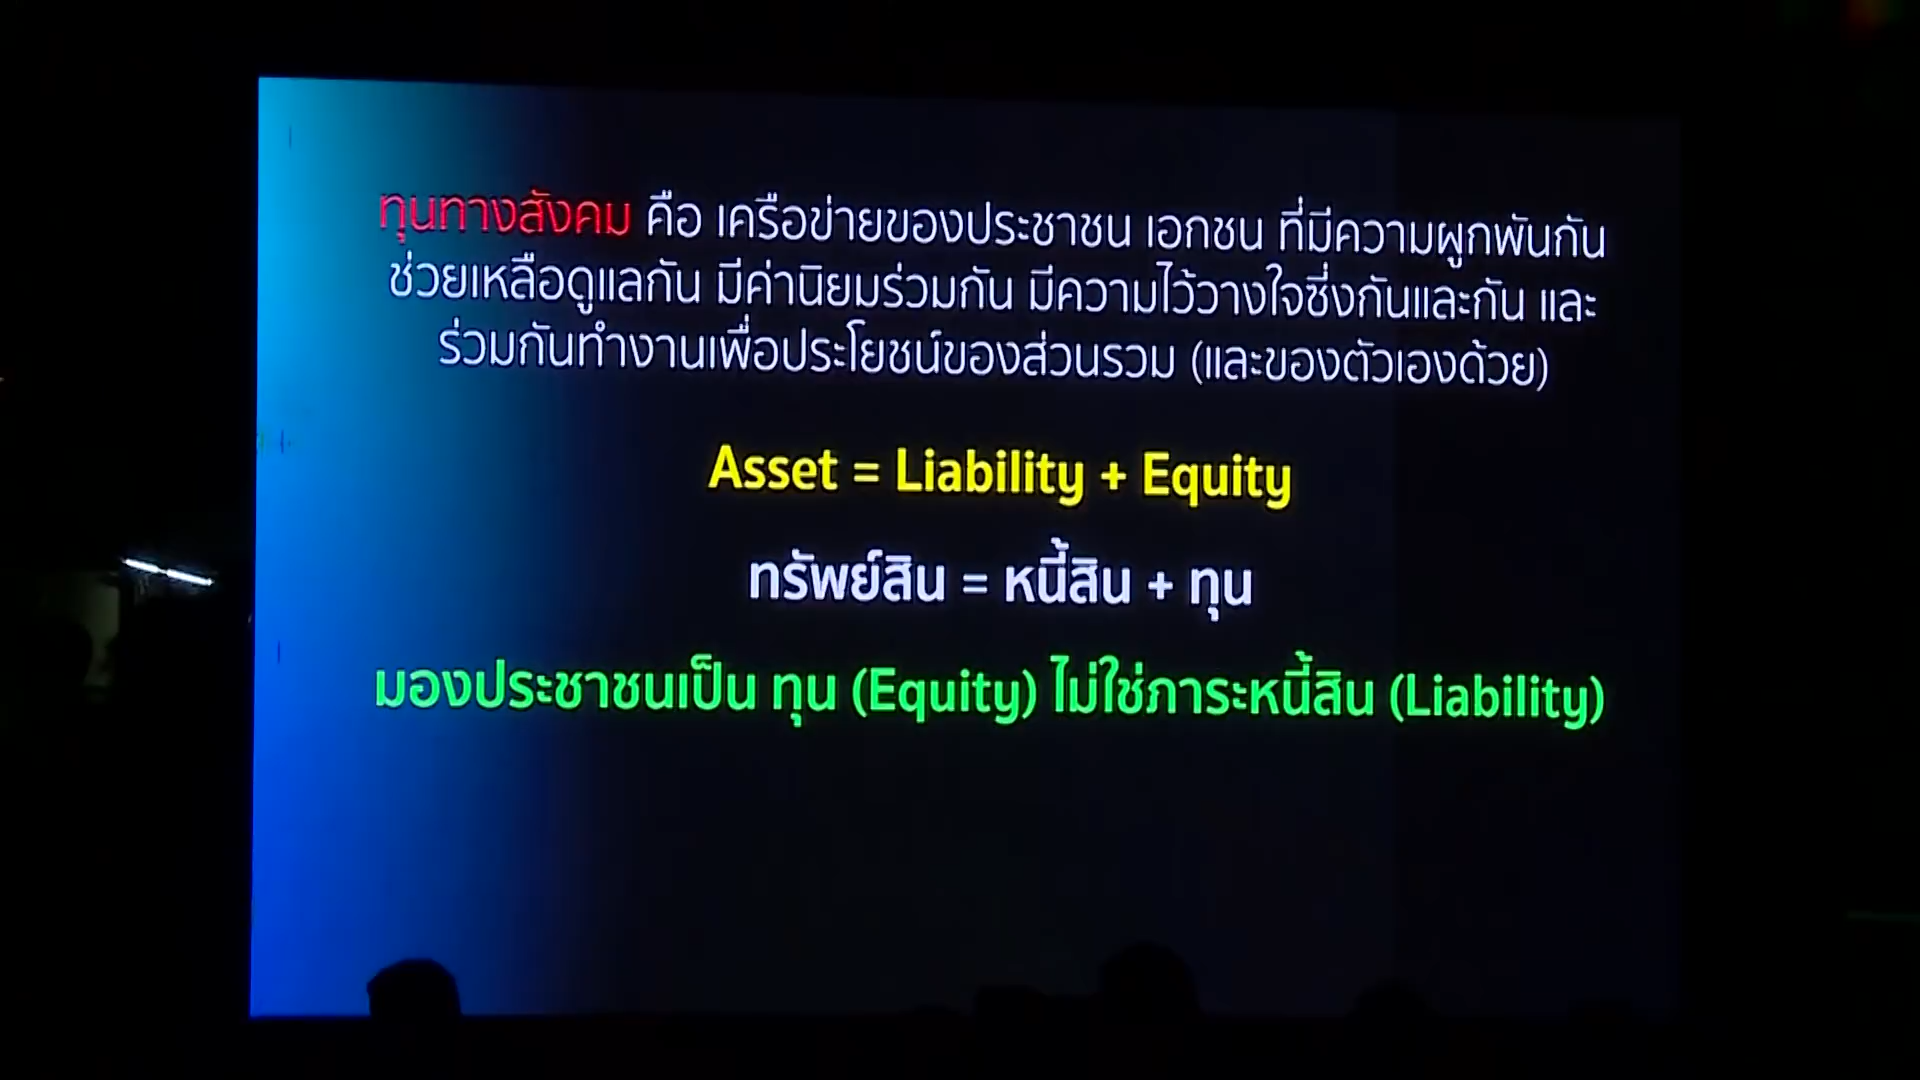 ทุนทางสังคม คือ เครือข่ายของประชาชน เอกชน ที่มีความผูกพันกัน
ช่วยเหลือดูแลกัน มีค่านิยมร่วมกัน มีความไว้วางใจซึ่งกันและกัน และ
ร่วมกันทำงานเพื่อประโยชน์ของส่วนรวม (และของตัวเองด้วย)
Asset = Liability + Equity
ทรัพย์สิน = หนี้สิน + ทุน
มองประชาชนเป็น ทุน (Equity) ไม่ใช่ภาระหนี้สิน (Liability)